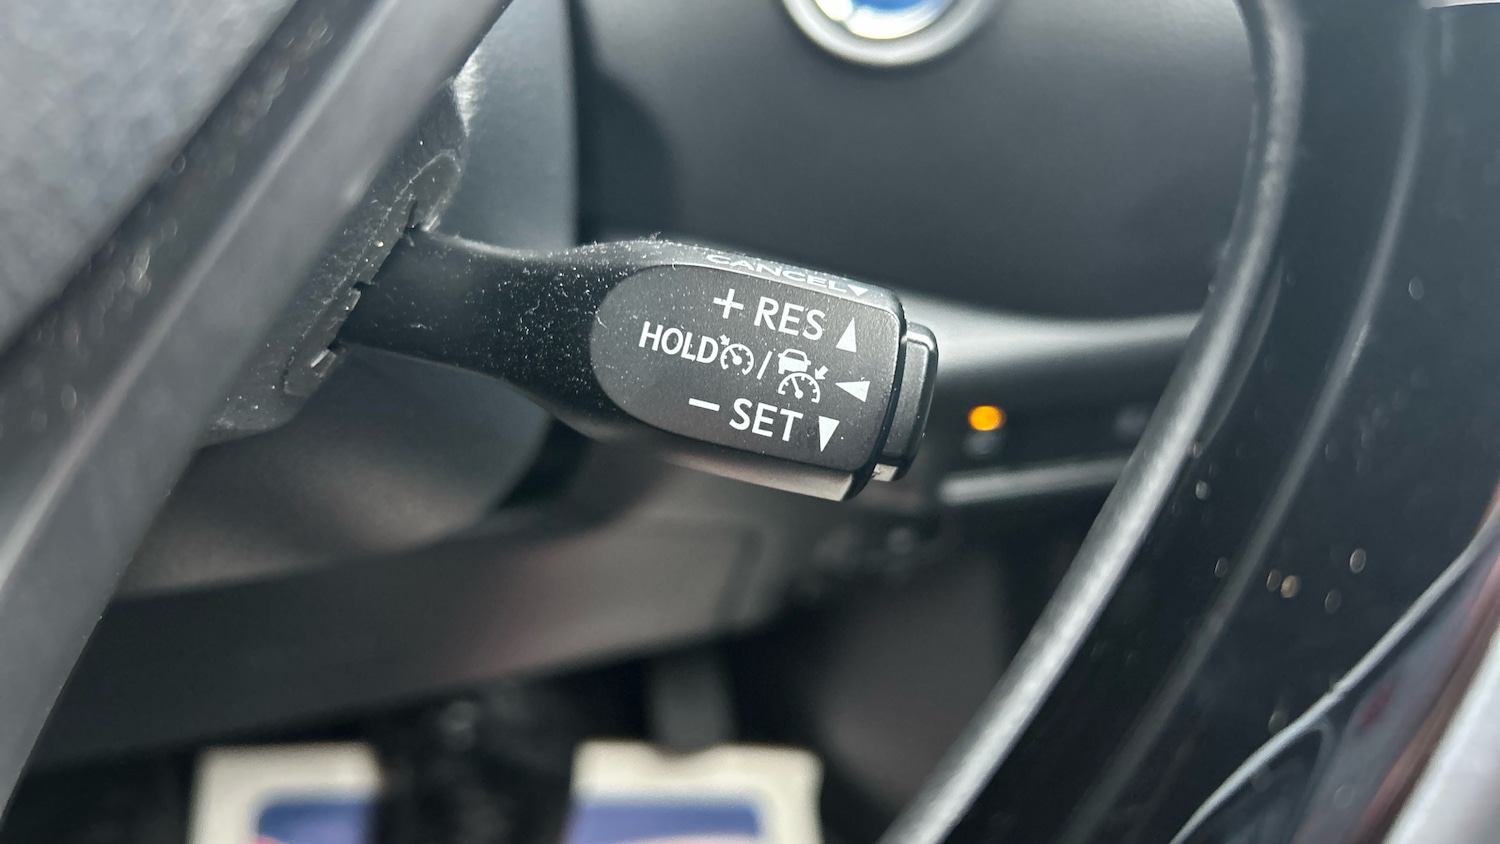 CANCEL▼
+ RES ▲
HOLD / ◀
− SET ▼